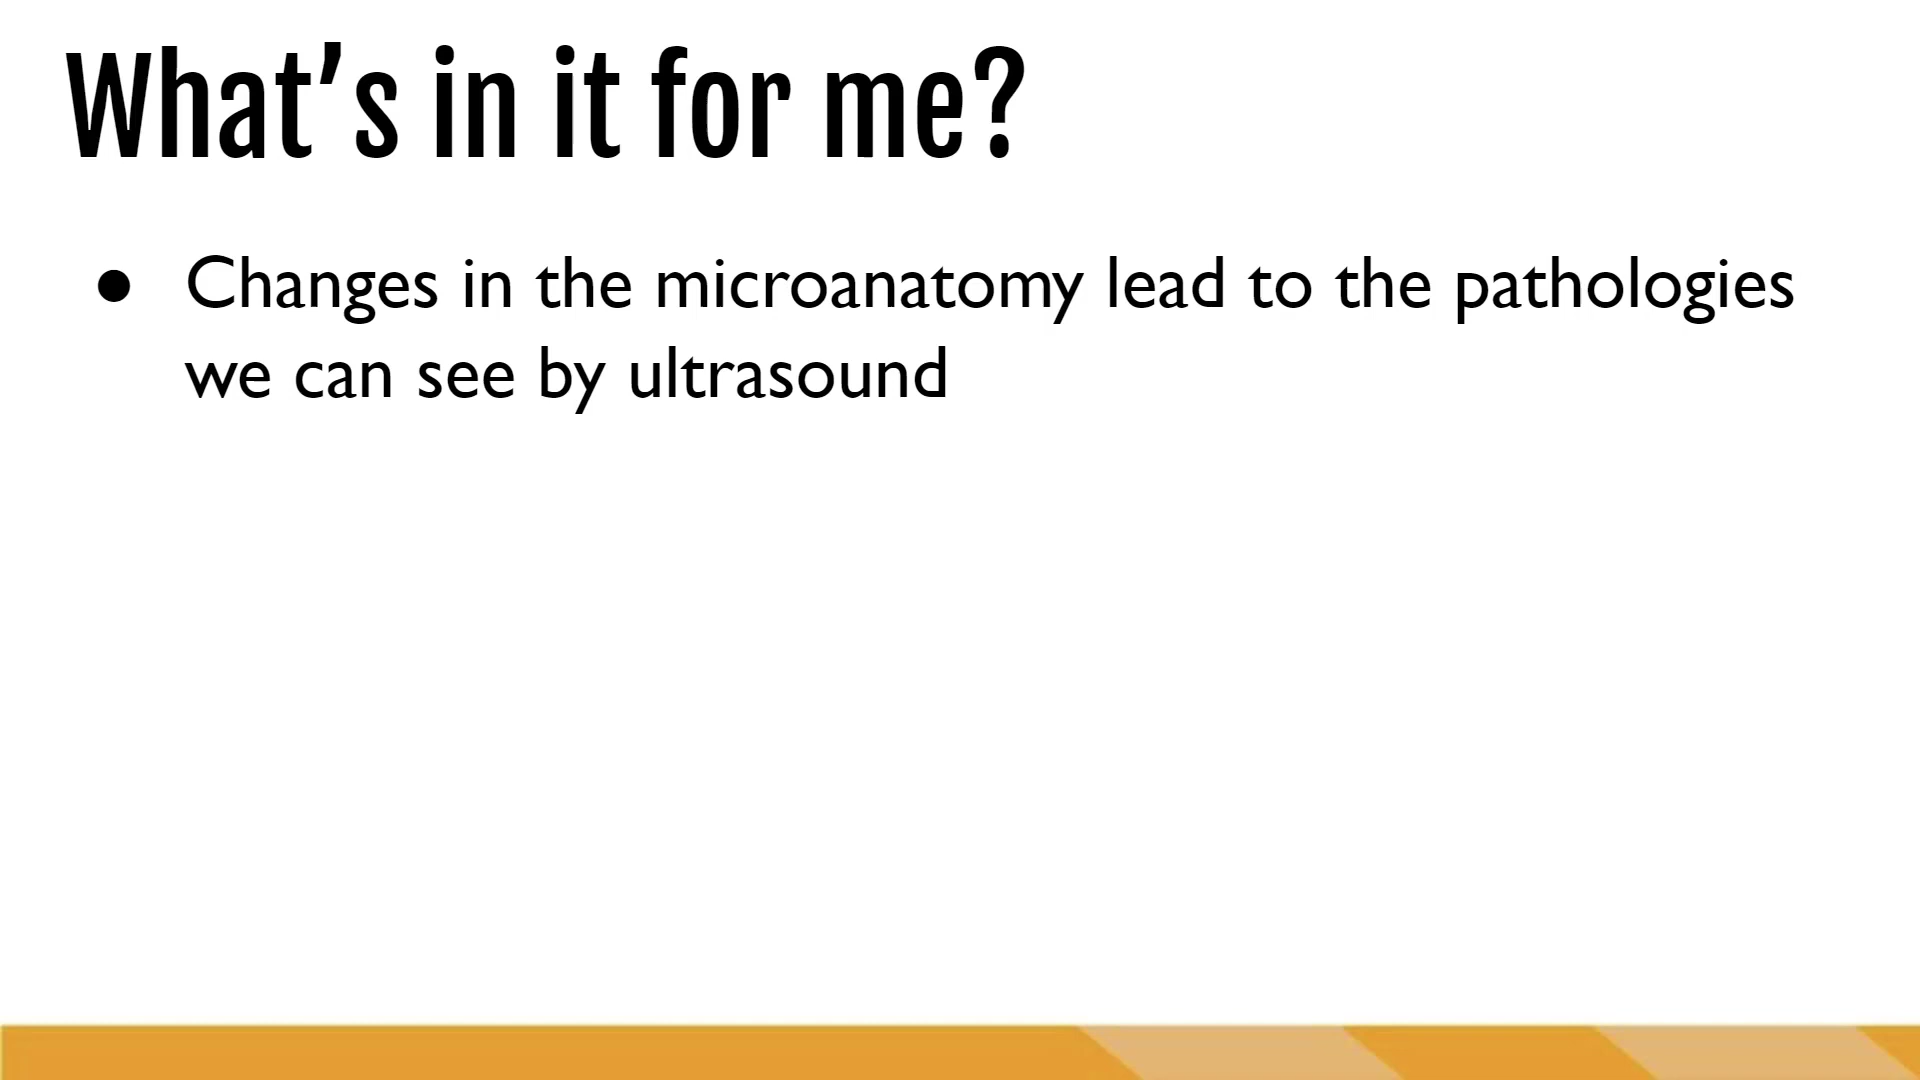 What’s in it for me?
● Changes in the microanatomy lead to the pathologies
we can see by ultrasound